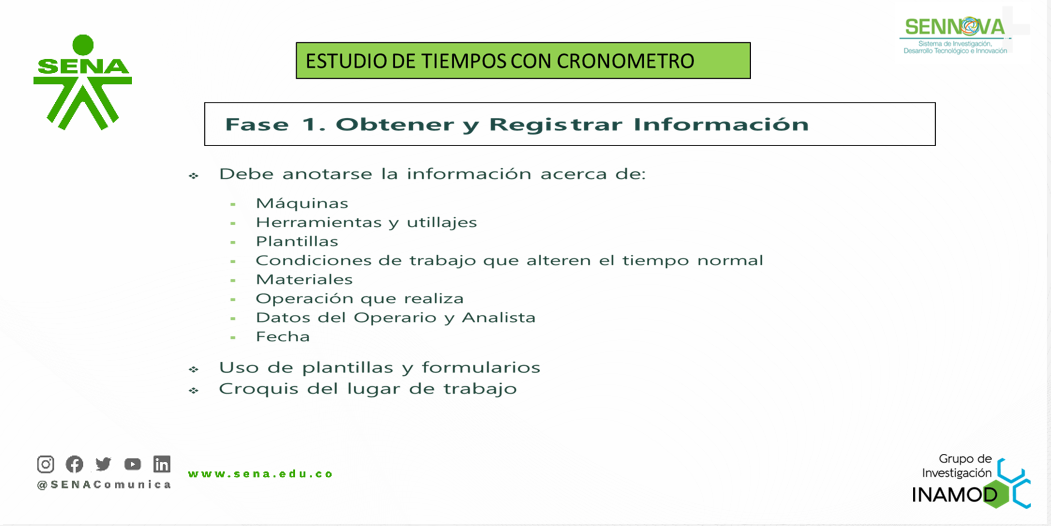 SENNOVA
Sistema de Investigación,
Desarrollo Tecnológico e Innovación
SENA
ESTUDIO DE TIEMPOS CON CRONOMETRO
Fase 1. Obtener y Registrar Información
Debe anotarse la información acerca de:
Máquinas
Herramientas y utillajes
Plantillas
Condiciones de trabajo que alteren el tiempo normal
Materiales
Operación que realiza
Datos del Operario y Analista
Fecha
Uso de plantillas y formularios
Croquis del lugar de trabajo
@SENAComunica
www.sena.edu.co
Grupo de
Investigación
INAMOD